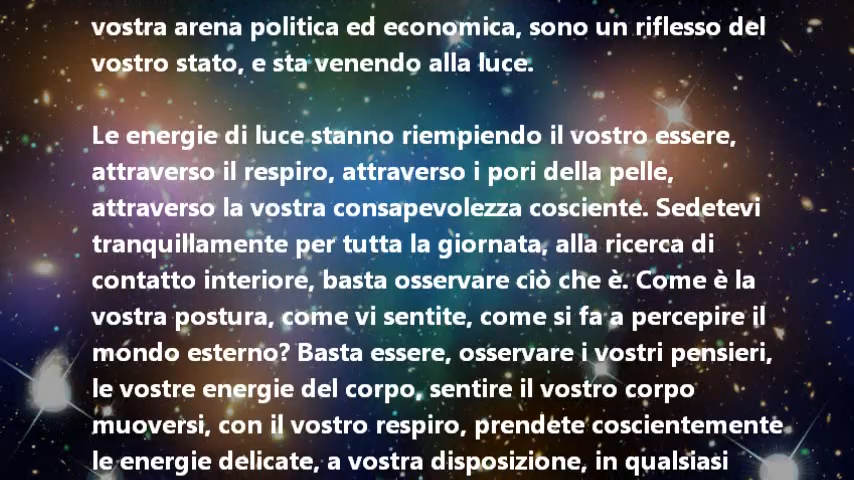 vostra arena politica ed economica, sono un riflesso del
vostro stato, e sta venendo alla luce.
Le energie di luce stanno riempiendo il vostro essere,
attraverso il respiro, attraverso i pori della pelle,
attraverso la vostra consapevolezza cosciente. Sedetevi
tranquillamente per tutta la giornata, alla ricerca di
contatto interiore, basta osservare ciò che è. Come è la
vostra postura, come vi sentite, come si fa a percepire il
mondo esterno? Basta essere, osservare i vostri pensieri,
le vostre energie del corpo, sentire il vostro corpo
muoversi, con il vostro respiro, prendete coscientemente
le energie delicate, a vostra disposizione, in qualsiasi